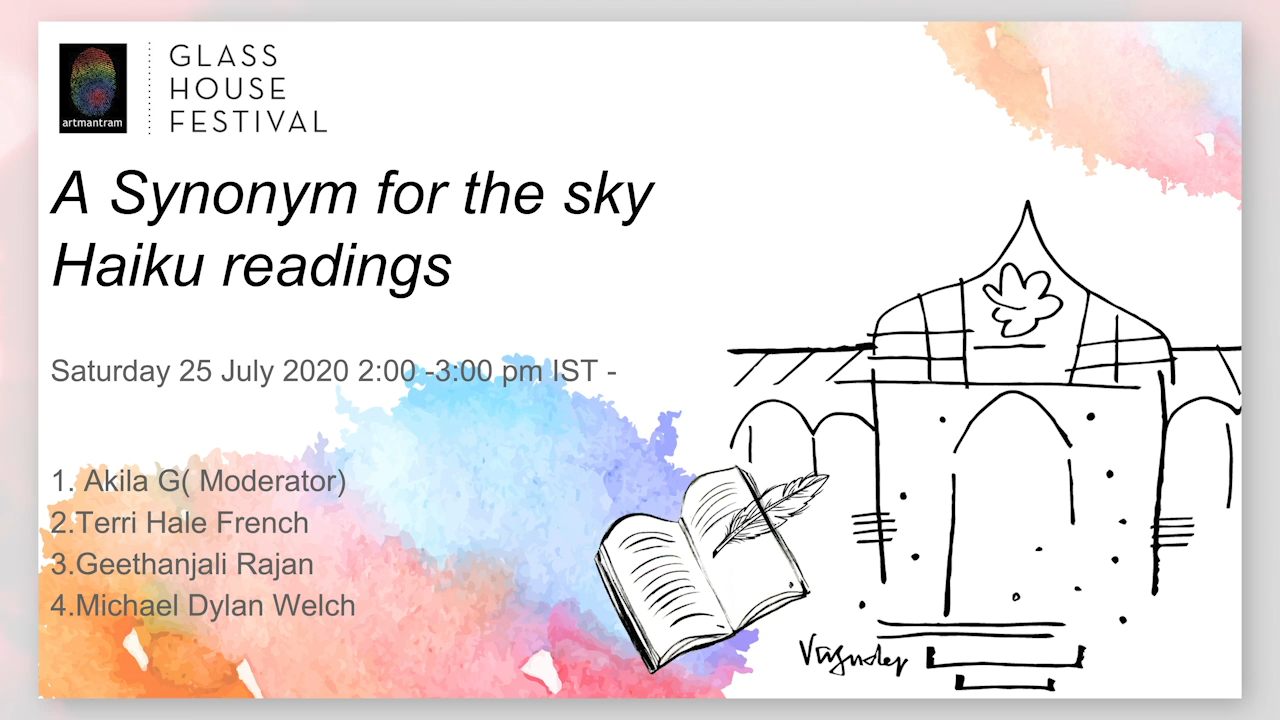 artmantram
GLASS
HOUSE
FESTIVAL
A Synonym for the sky
Haiku readings
Saturday 25 July 2020 2:00 -3:00 pm IST -
1. Akila G( Moderator)
2.Terri Hale French
3.Geethanjali Rajan
4.Michael Dylan Welch